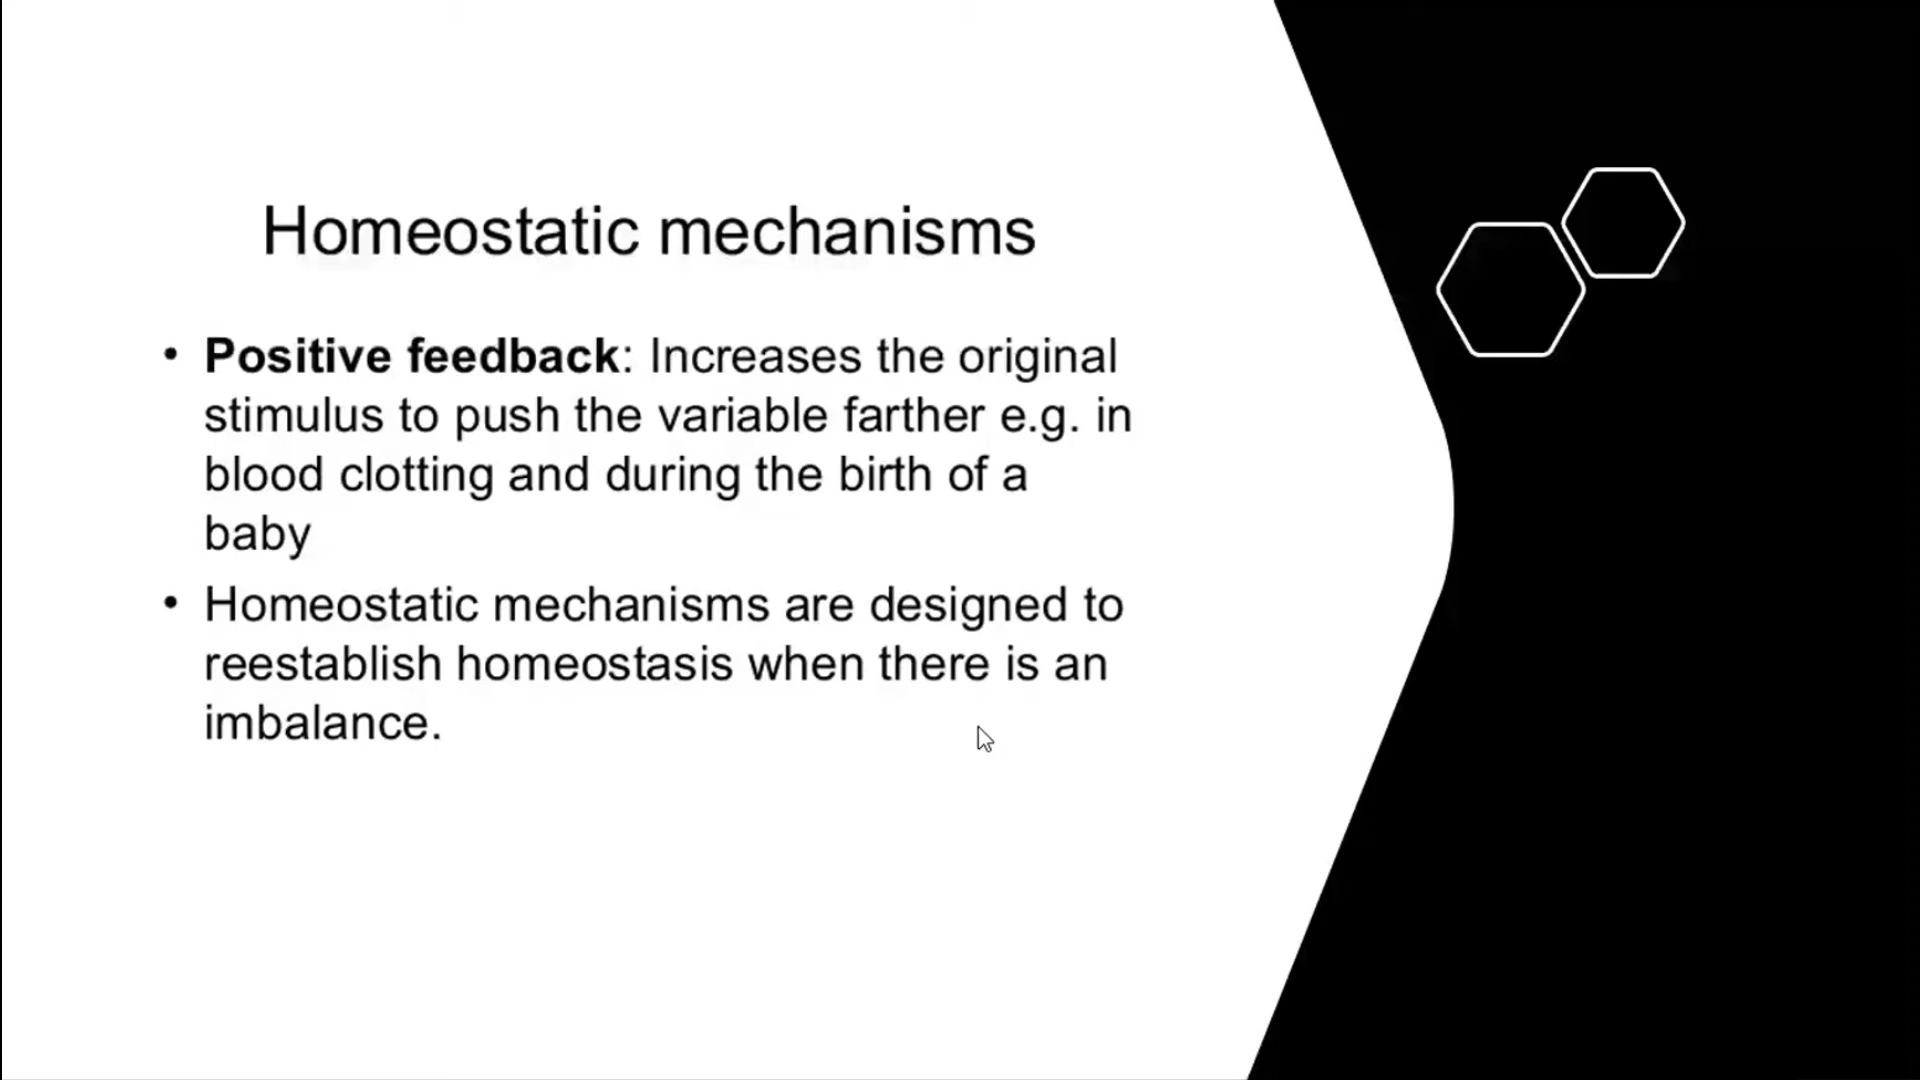 Homeostatic mechanisms
• Positive feedback: Increases the original
stimulus to push the variable farther e.g. in
blood clotting and during the birth of a
baby
• Homeostatic mechanisms are designed to
reestablish homeostasis when there is an
imbalance.